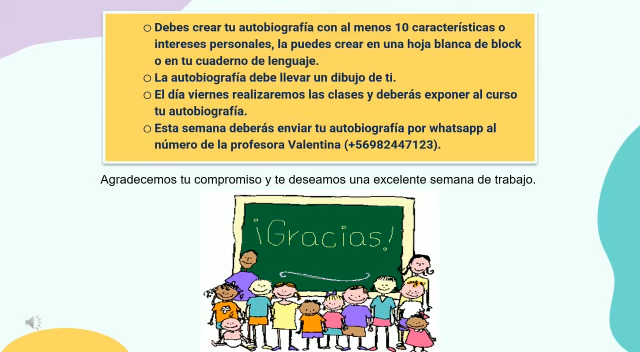 ○ Debes crear tu autobiografía con al menos 10 características o
intereses personales, la puedes crear en una hoja blanca de block
o en tu cuaderno de lenguaje.
○ La autobiografía debe llevar un dibujo de ti.
○ El día viernes realizaremos las clases y deberás exponer al curso
tu autobiografía.
○ Esta semana deberás enviar tu autobiografía por whatsapp al
número de la profesora Valentina (+56982447123).
Agradecemos tu compromiso y te deseamos una excelente semana de trabajo.
¡Gracias!